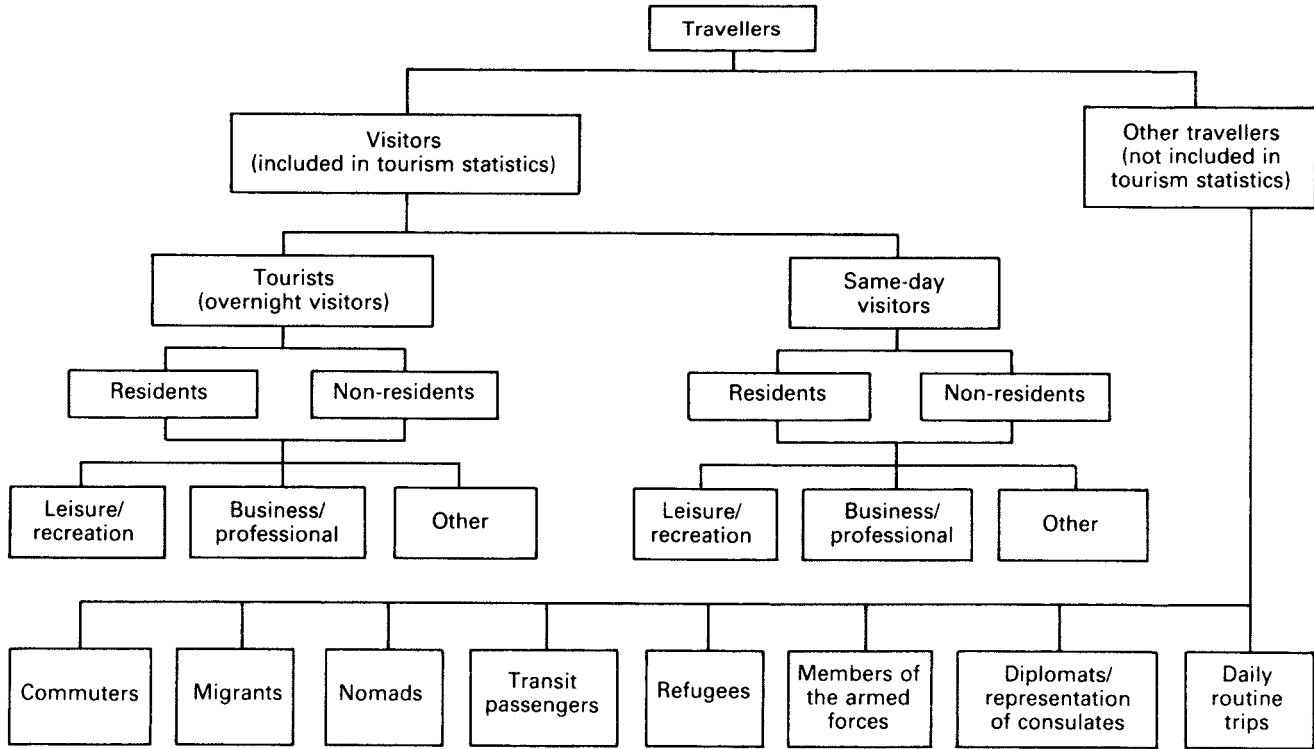 Travellers
Visitors
(included in tourism statistics)
Other travellers
(not included in
tourism statistics)
Tourists
(overnight visitors)
Same-day
visitors
Residents
Non-residents
Residents
Non-residents
Leisure/
recreation
Business/
professional
Other
Leisure/
recreation
Business/
professional
Other
Commuters
Migrants
Nomads
Transit
passengers
Refugees
Members of
the armed
forces
Diplomats/
representation
of consulates
Daily
routine
trips